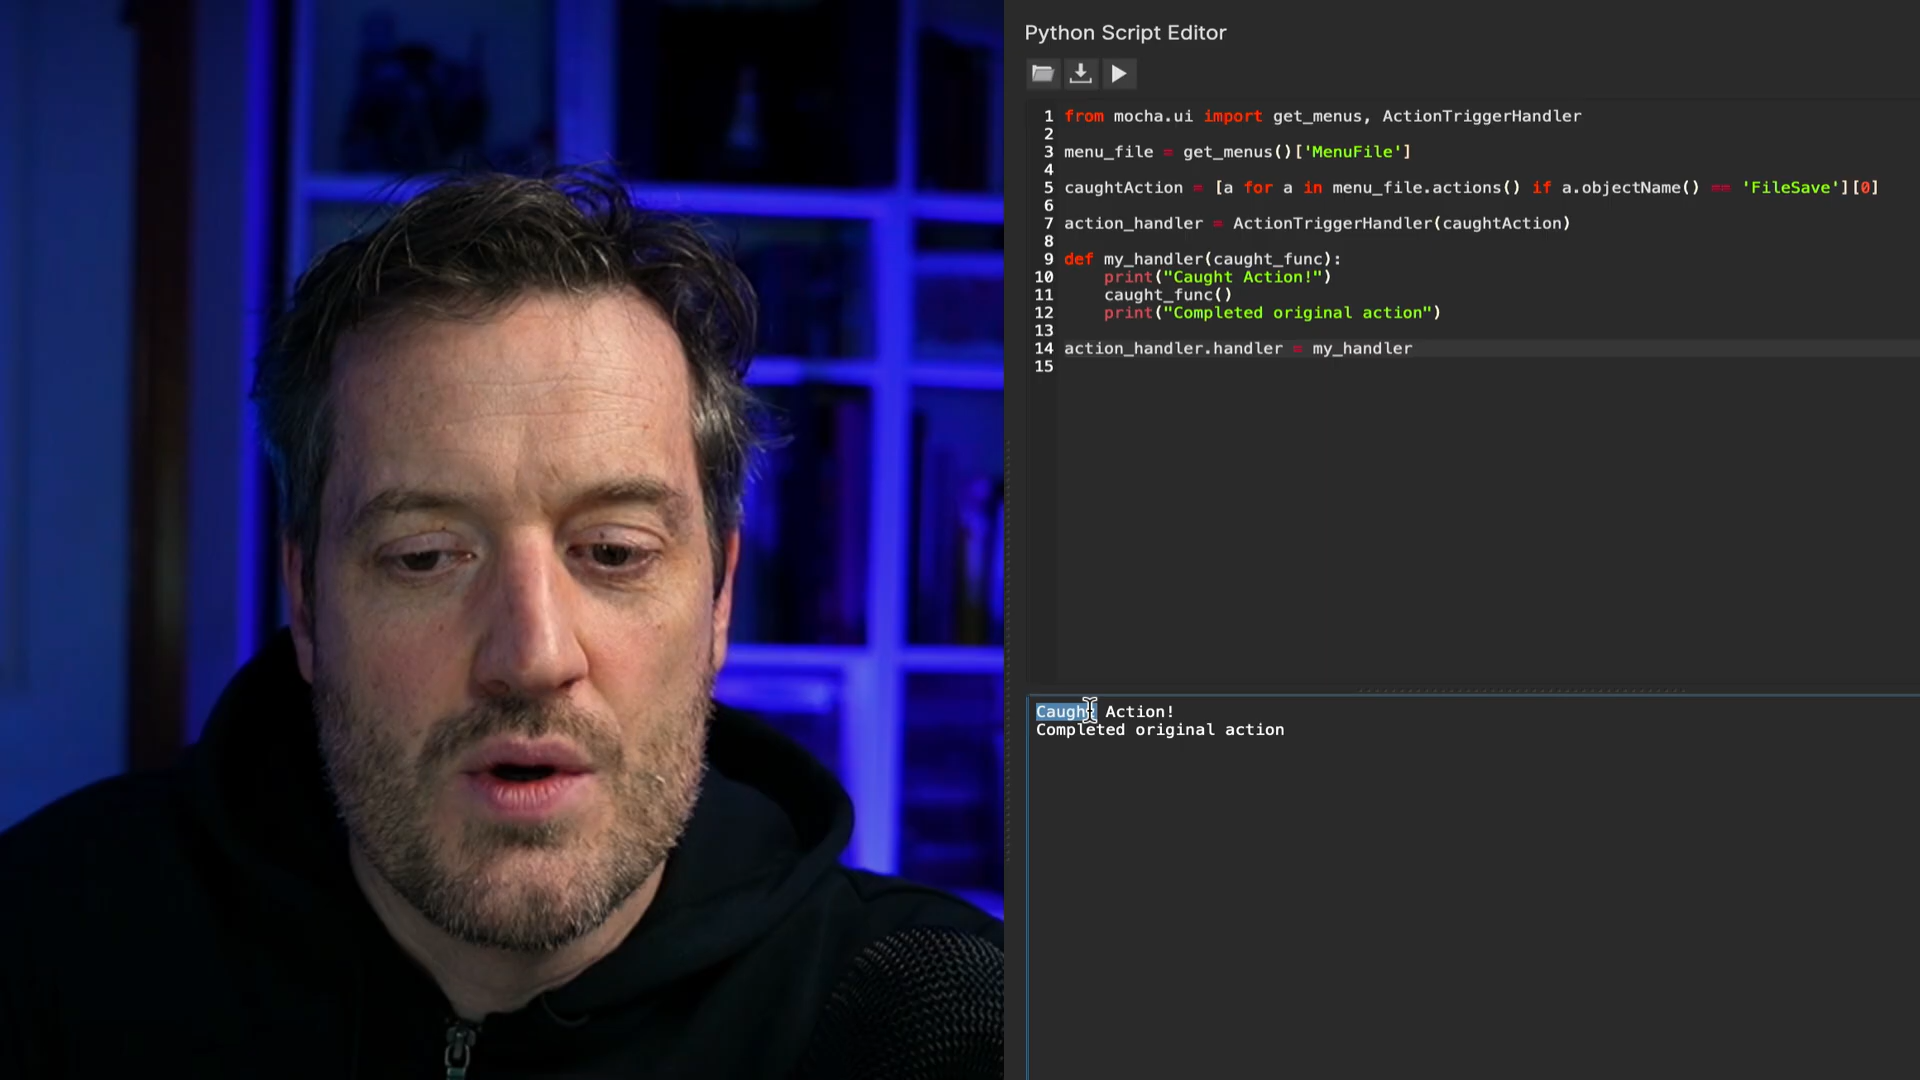 Python Script Editor
1 from mocha.ui import get_menus, ActionTriggerHandler
2
3 menu_file = get_menus()['MenuFile']
4
5 caughtAction = [a for a in menu_file.actions() if a.objectName() == 'FileSave'][0]
6
7 action_handler = ActionTriggerHandler(caughtAction)
8
9 def my_handler(caught_func):
10     print("Caught Action!")
11     caught_func()
12     print("Completed original action")
13
14 action_handler.handler = my_handler
15
Caught Action!
Completed original action